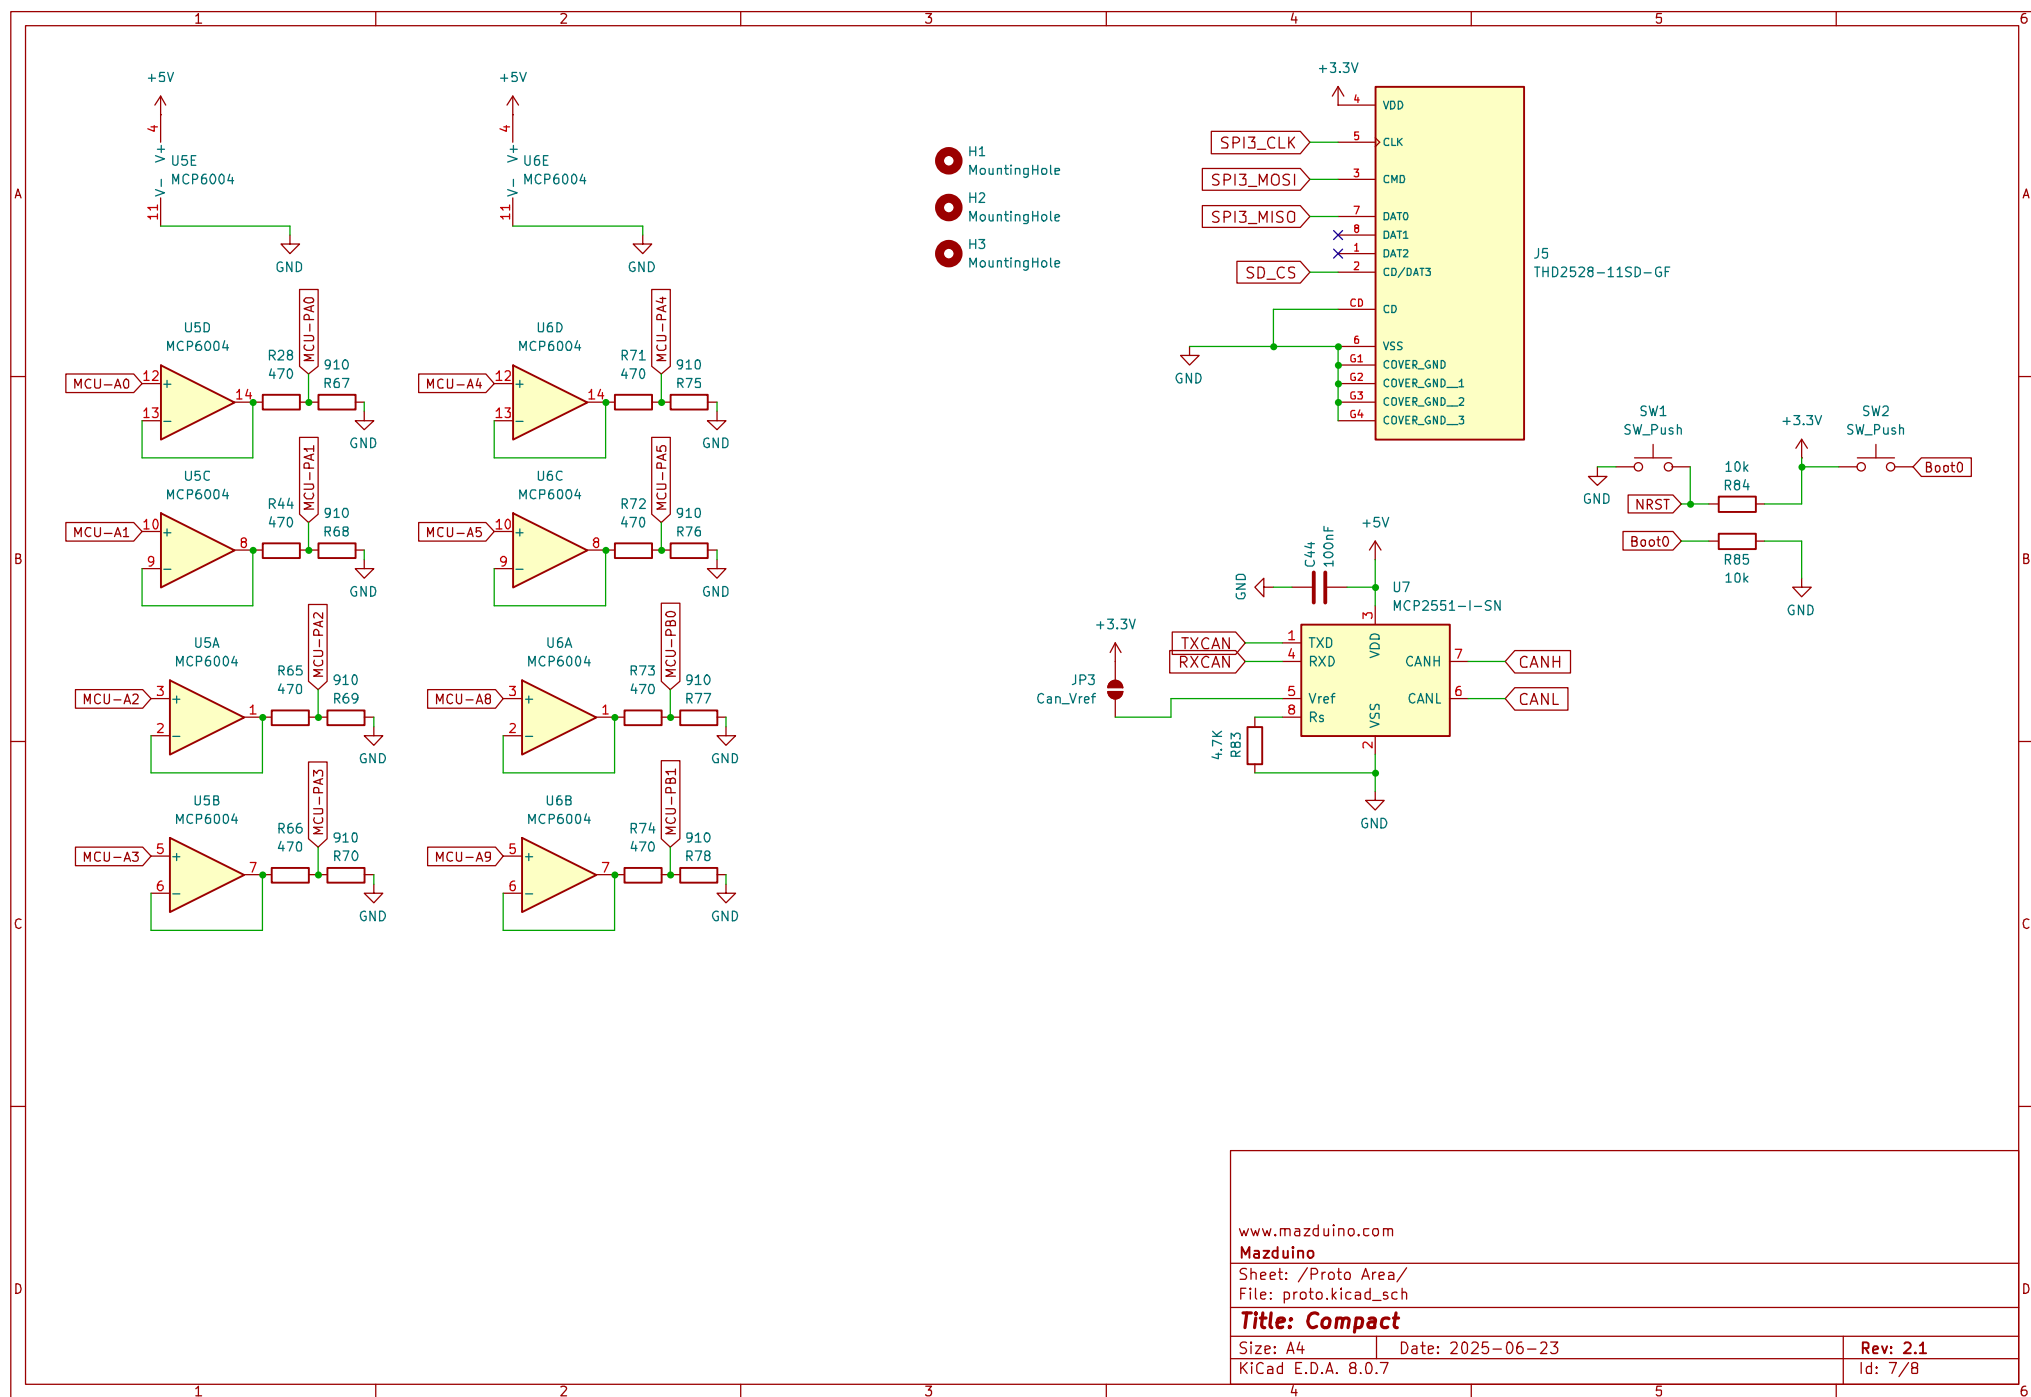 1 2 3 4 5 6
A
B
C
D
+5V
4
V+
U5E
MCP6004
V-
11
GND
+5V
4
V+
U6E
MCP6004
V-
11
GND
U5D
MCP6004
MCU-A0
12
+
13
-
14
R28
470
MCU-PA0
910
R67
GND
U5C
MCP6004
MCU-A1
10
+
9
-
8
R44
470
MCU-PA1
910
R68
GND
U5A
MCP6004
MCU-A2
3
+
2
-
1
R65
470
MCU-PA2
910
R69
GND
U5B
MCP6004
MCU-A3
5
+
6
-
7
R66
470
MCU-PA3
910
R70
GND
U6D
MCP6004
MCU-A4
12
+
13
-
14
R71
470
MCU-PA4
910
R75
GND
U6C
MCP6004
MCU-A5
10
+
9
-
8
R72
470
MCU-PA5
910
R76
GND
U6A
MCP6004
MCU-A8
3
+
2
-
1
R73
470
MCU-PB0
910
R77
GND
U6B
MCP6004
MCU-A9
5
+
6
-
7
R74
470
MCU-PB1
910
R78
GND
H1
MountingHole
H2
MountingHole
H3
MountingHole
+3.3V
4 VDD
SPI3_CLK 5 CLK
SPI3_MOSI 3 CMD
SPI3_MISO 7 DAT0
8 DAT1
1 DAT2
SD_CS 2 CD/DAT3
CD CD
6 VSS
G1 COVER_GND
G2 COVER_GND__1
G3 COVER_GND__2
G4 COVER_GND__3
GND
J5
THD2528-11SD-GF
SW1
SW_Push
GND
NRST
10k
R84
+3.3V
SW2
SW_Push
Boot0
Boot0
R85
10k
GND
+5V
C44
100nF
GND
U7
MCP2551-I-SN
3
VDD
TXCAN 1 TXD
RXCAN 4 RXD
5 Vref
8 Rs
CANH 7 CANH
CANL 6 CANL
VSS
2
GND
+3.3V
JP3
Can_Vref
4.7K
R83
www.mazduino.com
Mazduino
Sheet: /Proto Area/
File: proto.kicad_sch
Title: Compact
Size: A4 Date: 2025-06-23 Rev: 2.1
KiCad E.D.A. 8.0.7 Id: 7/8
A
B
C
D
1 2 3 4 5 6